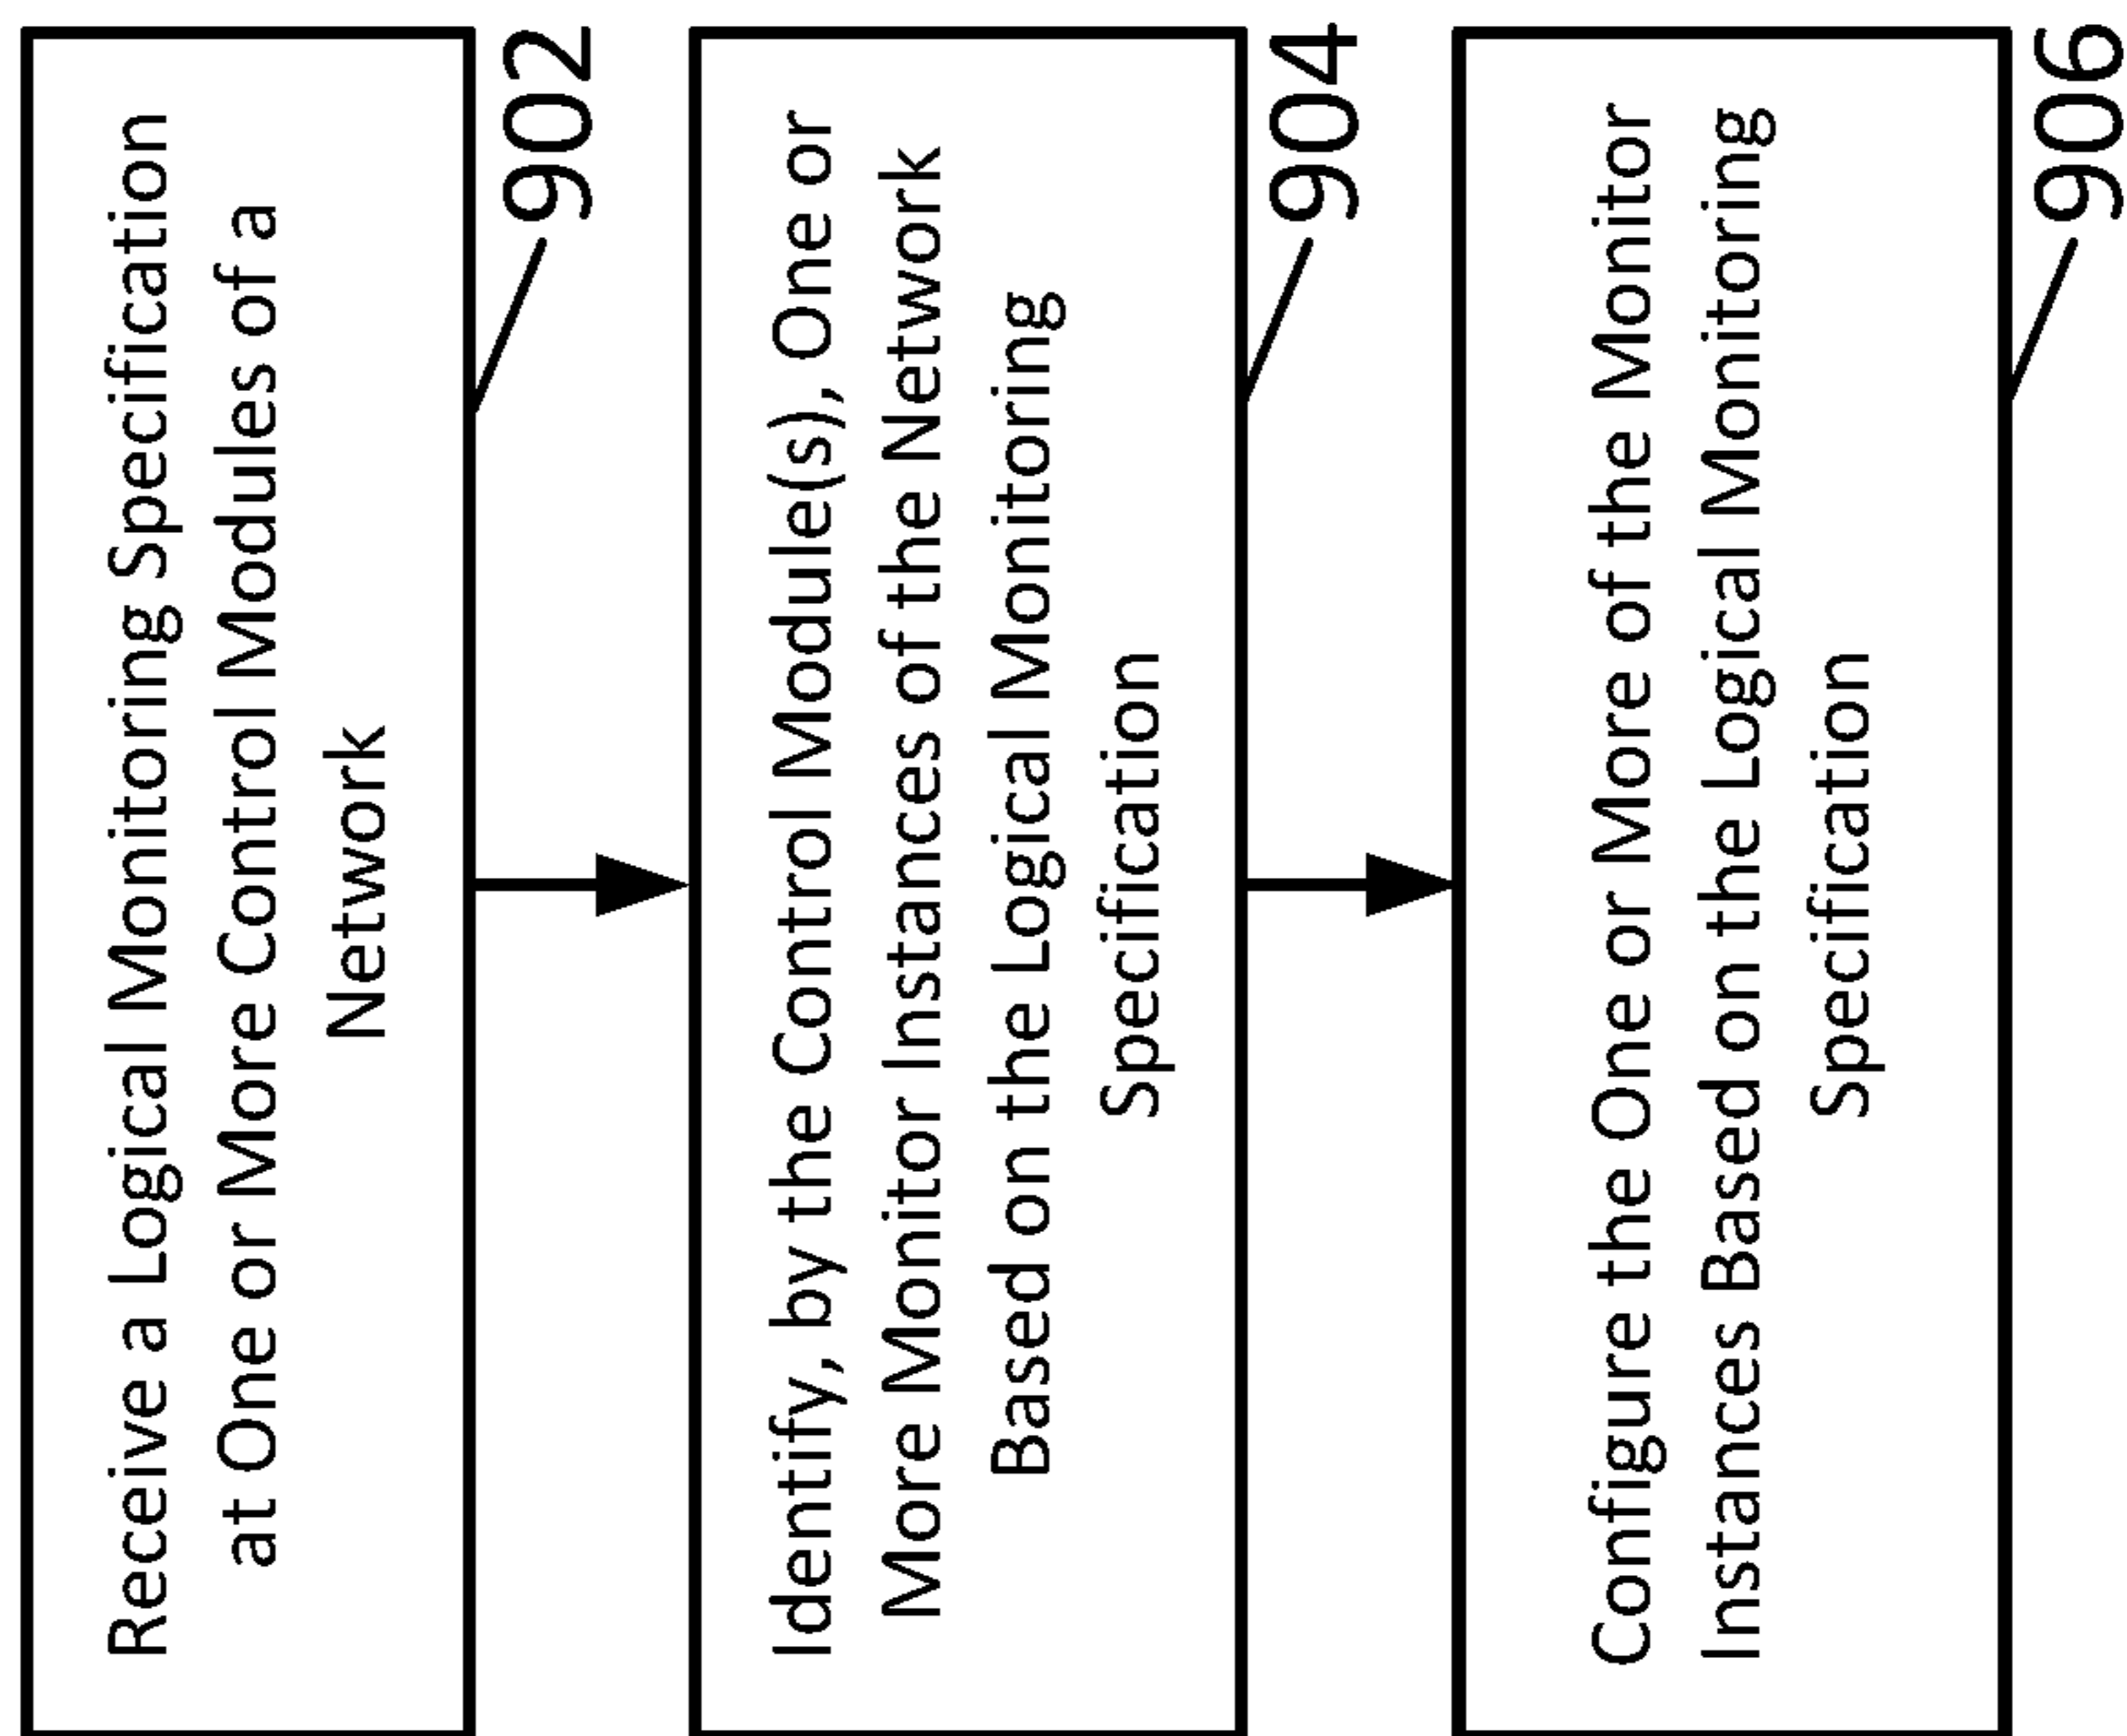 Receive a Logical Monitoring Specification
at One or More Control Modules of a
Network
902
Identify, by the Control Module(s), One or
More Monitor Instances of the Network
Based on the Logical Monitoring
Specification
904
Configure the One or More of the Monitor
Instances Based on the Logical Monitoring
Specification
906